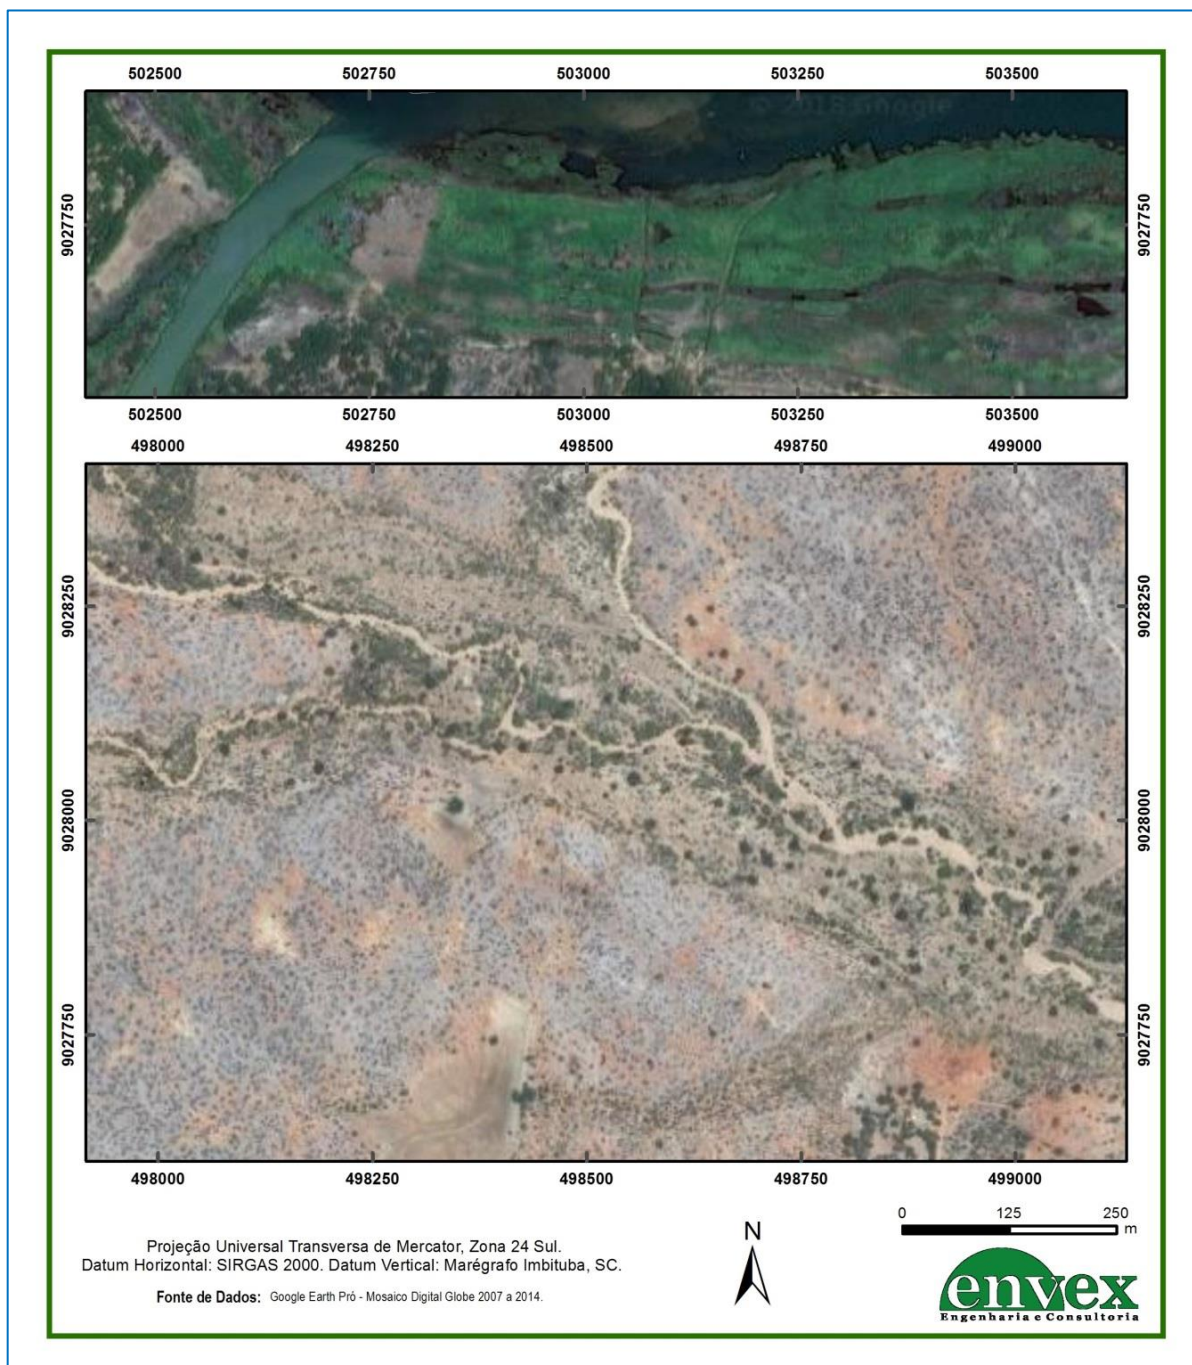 502500 502750 503000 503250 503500
© 2018 Google
9027750 9027750
502500 502750 503000 503250 503500
498000 498250 498500 498750 499000
9028250 9028250
9028000 9028000
9027750 9027750
498000 498250 498500 498750 499000
0 125 250
m
N
Projeção Universal Transversa de Mercator, Zona 24 Sul.
Datum Horizontal: SIRGAS 2000. Datum Vertical: Marégrafo Imbituba, SC.
Fonte de Dados: Google Earth Pró - Mosaico Digital Globe 2007 a 2014.
envex
Engenharia e Consultoria